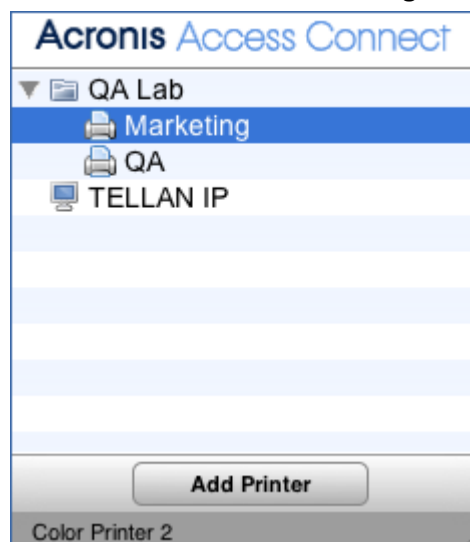 Acronis Access Connect
QA Lab
Marketing
QA
TELLAN IP
Add Printer
Color Printer 2